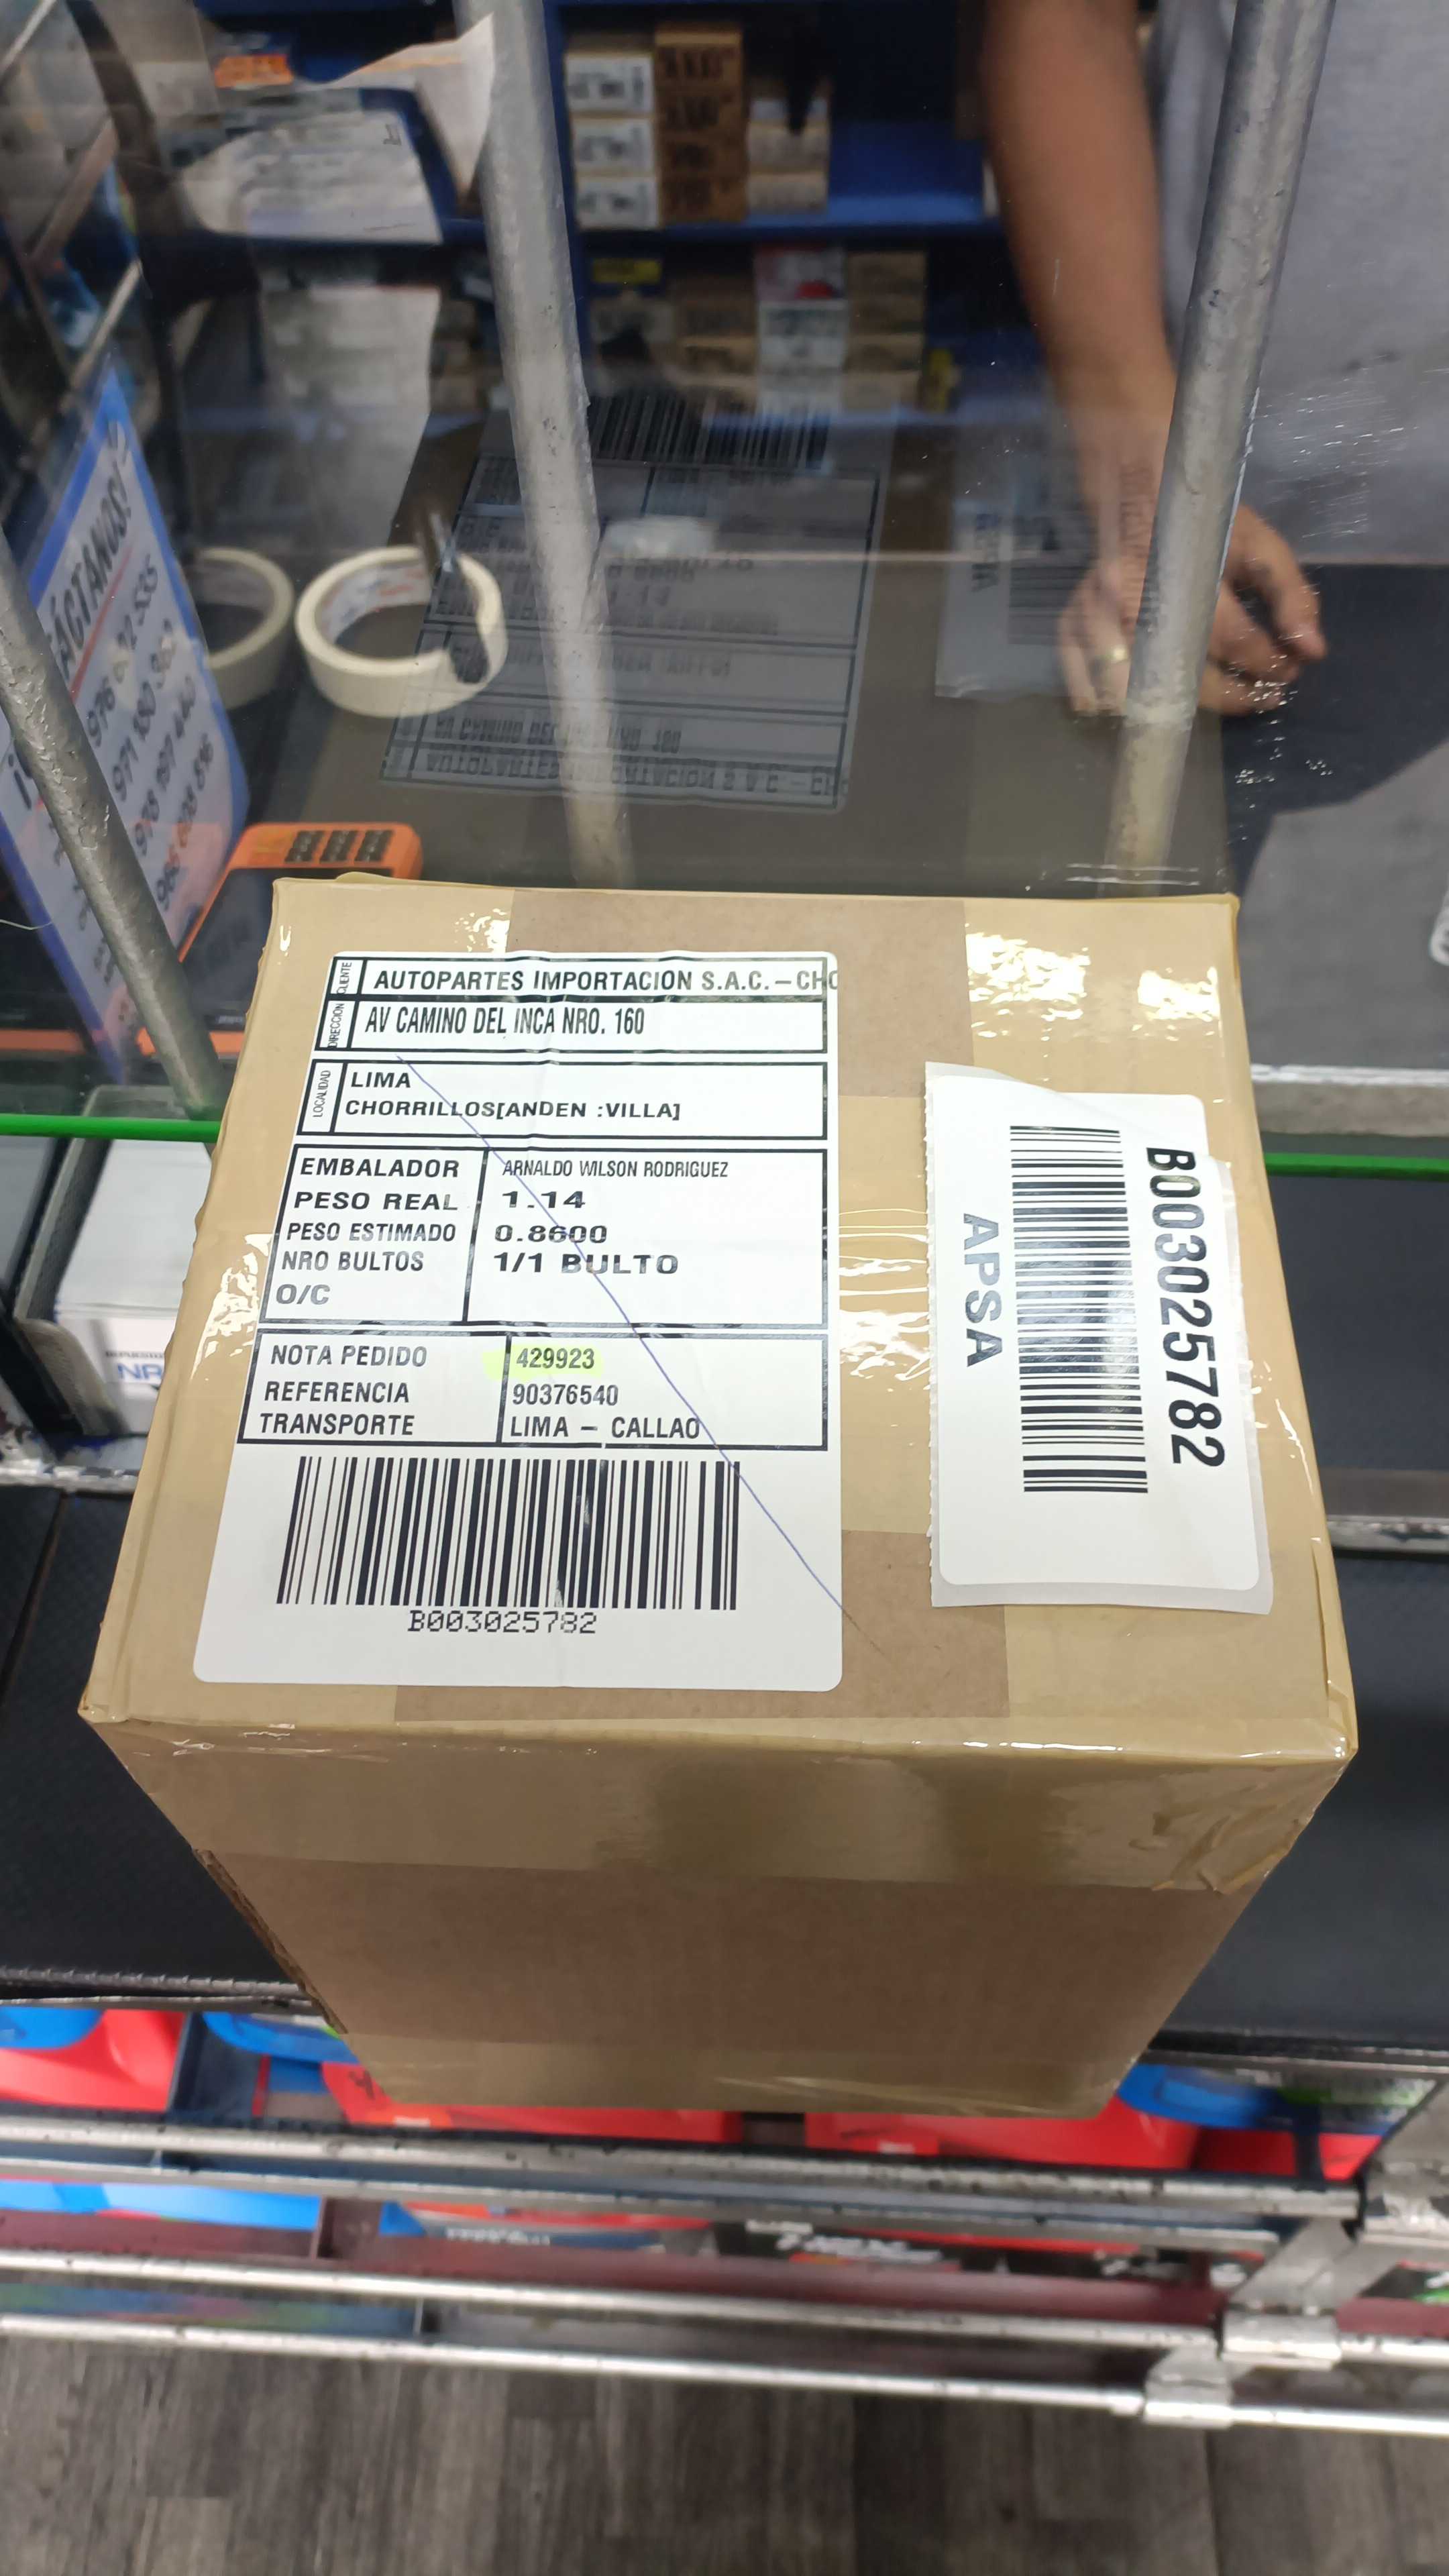 CLIENTE AUTOPARTES IMPORTACION S.A.C. – CHO
DIRECCION AV CAMINO DEL INCA NRO. 160
LOCALIDAD LIMA
CHORRILLOS[ANDEN :VILLA]
EMBALADOR ARNALDO WILSON RODRIGUEZ
PESO REAL 1.14
PESO ESTIMADO 0.8600
NRO BULTOS 1/1 BULTO
O/C
NOTA PEDIDO 429923
REFERENCIA 90376540
TRANSPORTE LIMA – CALLAO
B003025782
B003025782
APSA